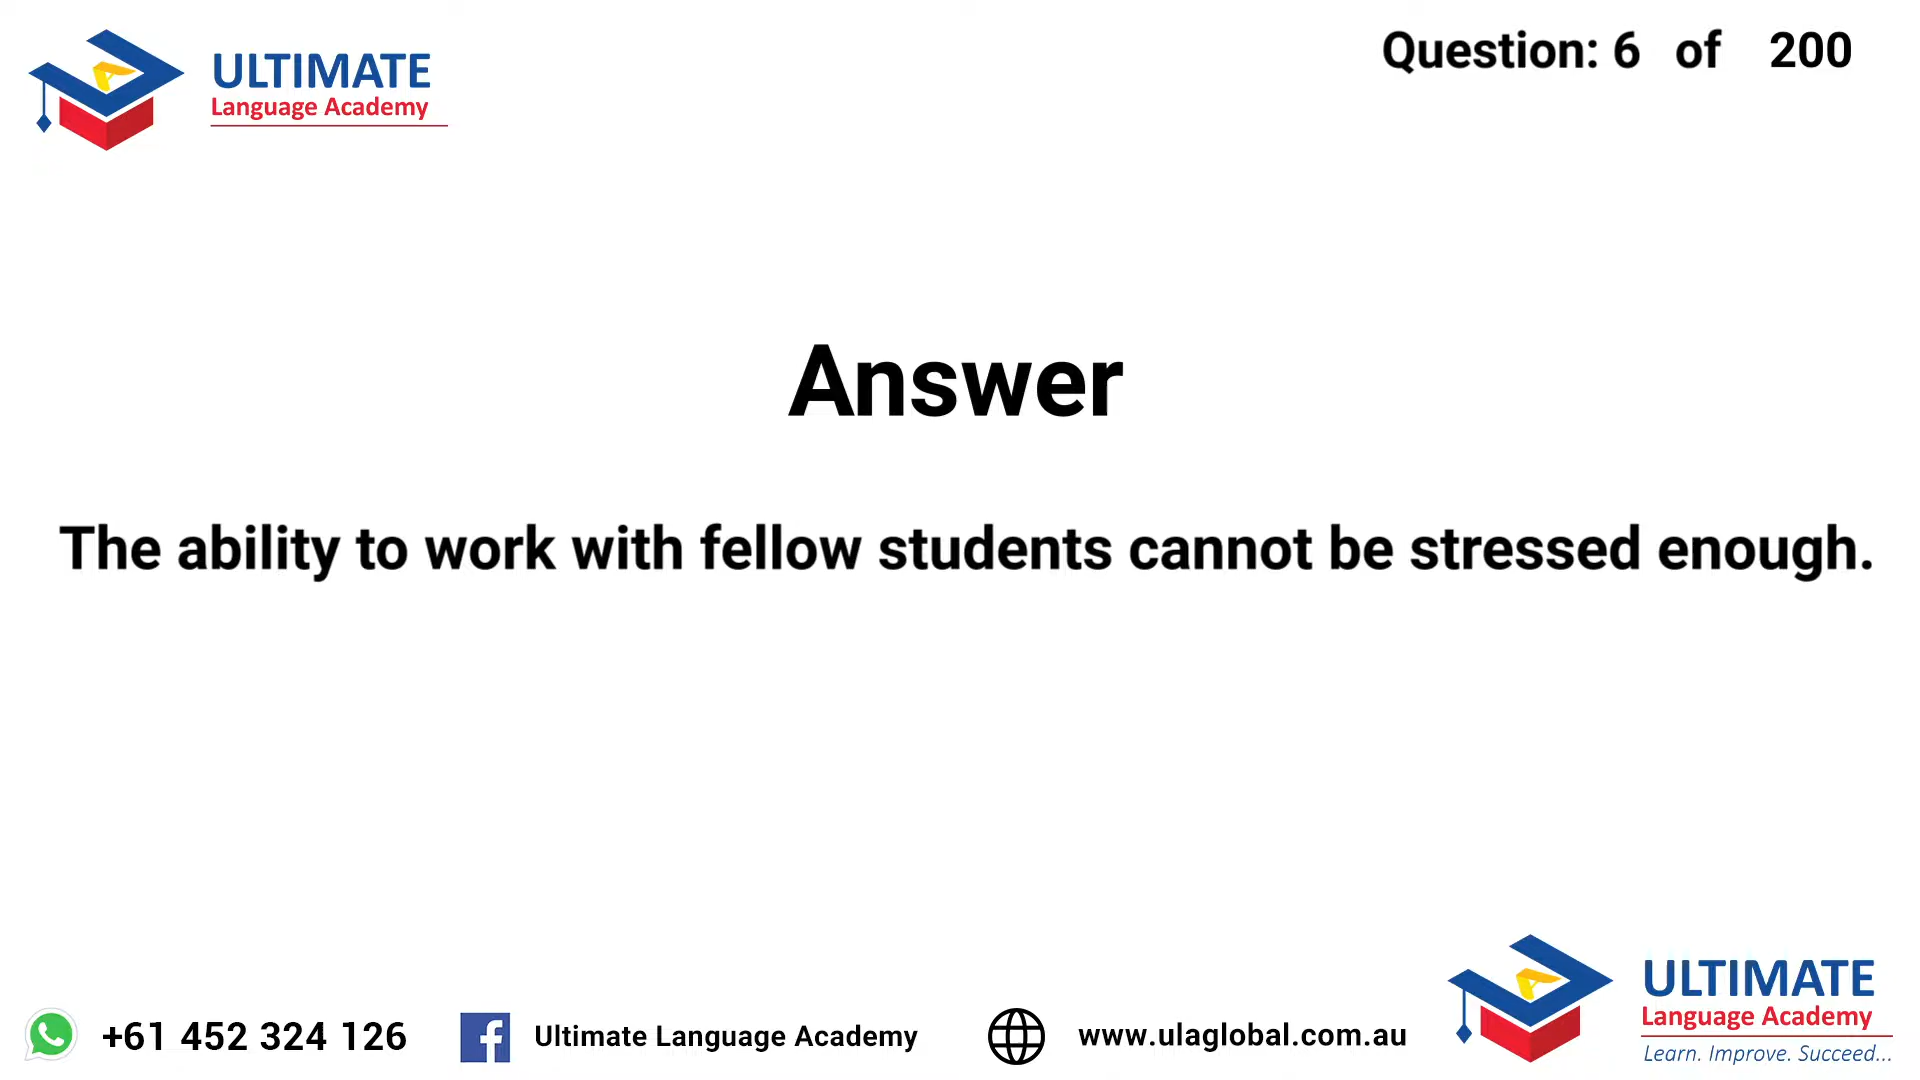 ULTIMATE
Language Academy
Question: 6 of 200
Answer
The ability to work with fellow students cannot be stressed enough.
+61 452 324 126
Ultimate Language Academy
www.ulaglobal.com.au
ULTIMATE
Language Academy
Learn. Improve. Succeed...